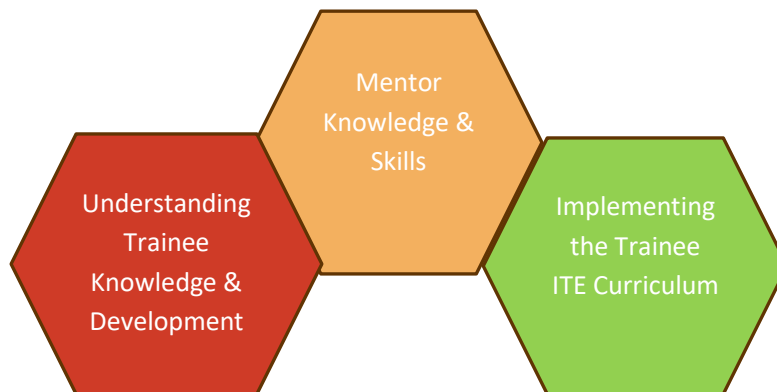 Mentor
Knowledge &
Skills
Understanding
Trainee
Knowledge &
Development
Implementing
the Trainee
ITE Curriculum